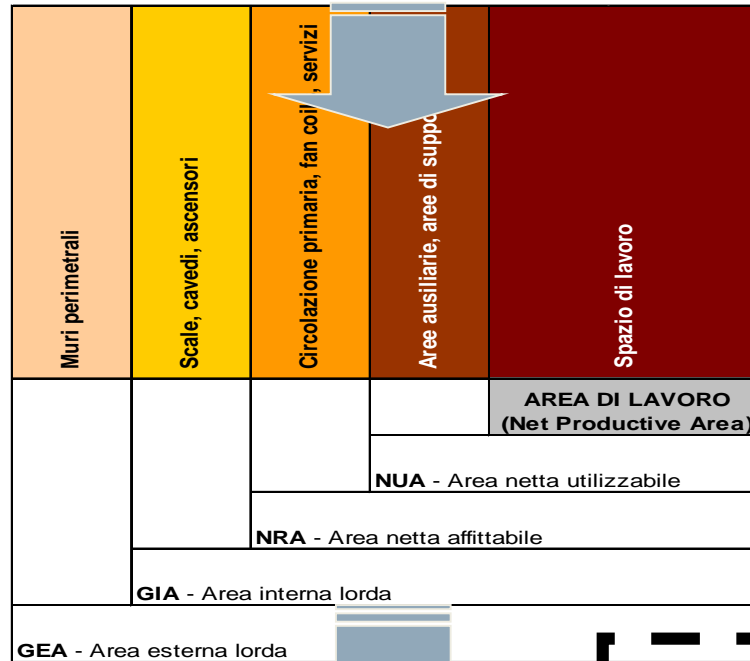 Muri perimetrali
Scale, cavedi, ascensori
Circolazione primaria, fan coil, servizi
Aree ausiliarie, aree di suppo
Spazio di lavoro
AREA DI LAVORO
(Net Productive Area)
NUA - Area netta utilizzabile
NRA - Area netta affittabile
GIA - Area interna lorda
GEA - Area esterna lorda